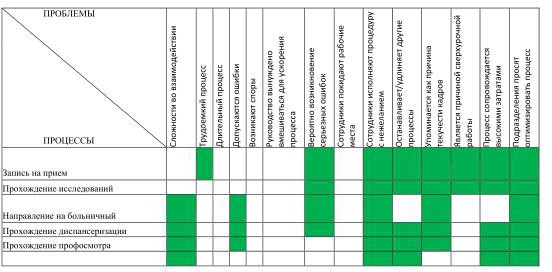 ПРОБЛЕМЫ
ПРОЦЕССЫ
Сложности во взаимодействии
Трудоемкий процесс
Длительный процесс
Допускаются ошибки
Возникают споры
Руководство вынуждено
вмешиваться для ускорения
процесса
Вероятно возникновение
серьезных ошибок
Сотрудники покидают рабочие
места
Сотрудники исполняют процедуру
с нежеланием
Останавливает/удлиняет другие
процессы
Упоминается как причина
текучести кадров
Является причиной сверхурочной
работы
Процесс сопровождается
высокими затратами
Подразделения просят
оптимизировать процесс
Запись на прием
Прохождение исследований
Направление на больничный
Прохождение диспансеризации
Прохождение профосмотра